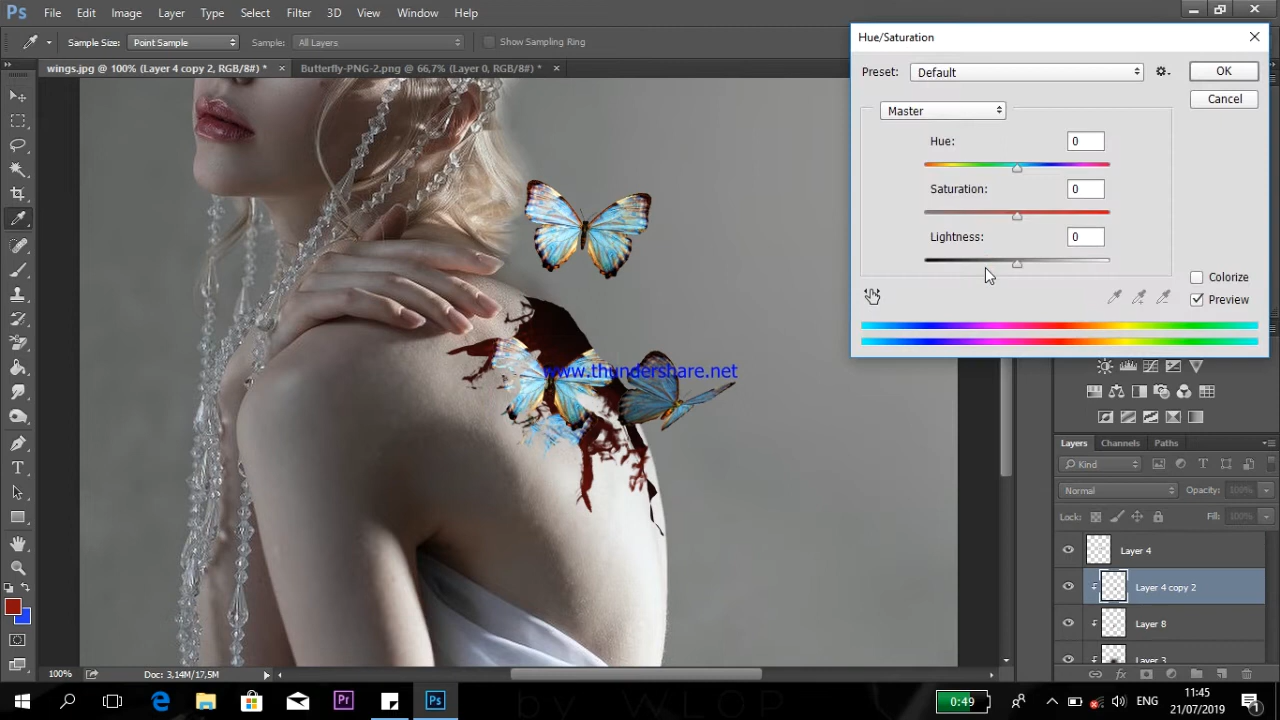 Ps File Edit Image Layer Type Select Filter 3D View Window Help
Sample Size: Point Sample Sample: All Layers Show Sampling Ring
wings.jpg @ 100% (Layer 4 copy 2, RGB/8#) * × Butterfly-PNG-2.png @ 66,7% (Layer 0, RGB/8#) * ×
Hue/Saturation
Preset: Default OK
Cancel
Master
Hue: 0
Saturation: 0
Lightness: 0
Colorize
Preview
www.thundershare.net
Layers Channels Paths
Kind
Normal Opacity: 100%
Lock: Fill: 100%
Layer 4
Layer 4 copy 2
Layer 8
Layer 3
100% Doc: 3,14M/17,5M
Pr Ps 0:49 ENG 11:45
21/07/2019
1
by WLOP